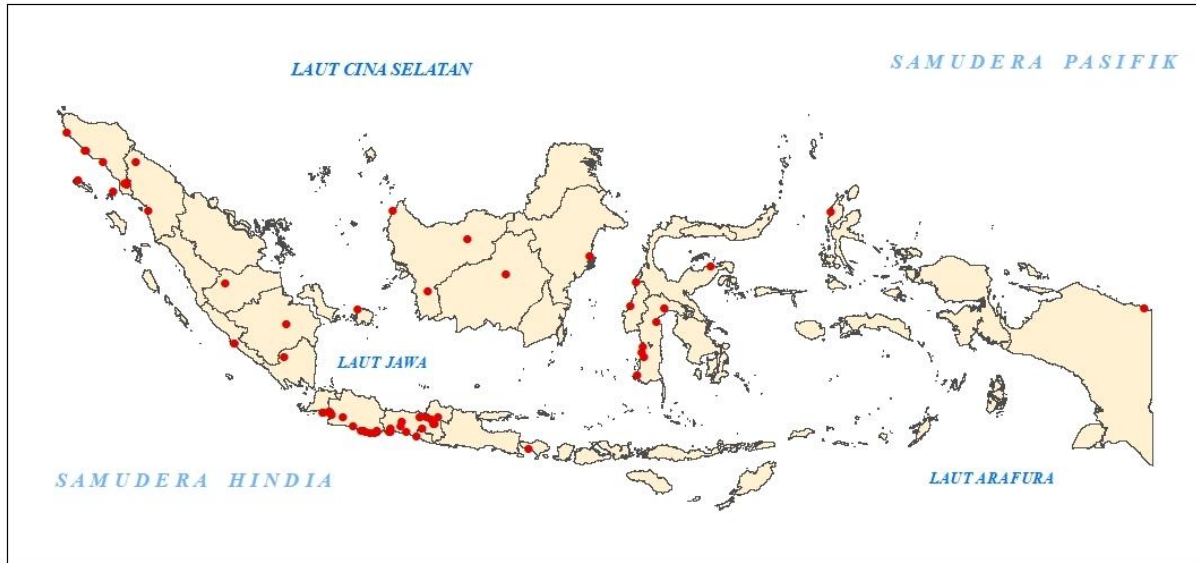 LAUT CINA SELATAN
SAMUDERA PASIFIK
LAUT JAWA
SAMUDERA HINDIA
LAUT ARAFURA